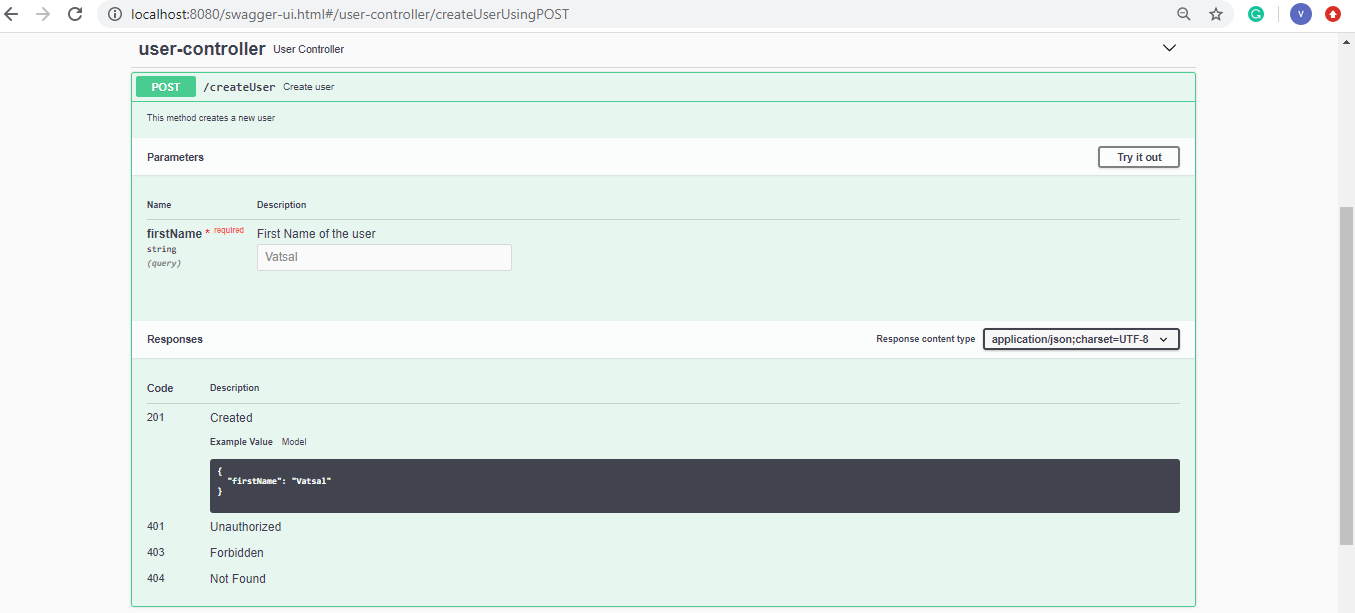 localhost:8080/swagger-ui.html#/user-controller/createUserUsingPOST
G
V
user-controller User Controller
POST /createUser Create user
This method creates a new user
Parameters
Try it out
Name Description
firstName * required First Name of the user
string
Vatsal
(query)
Responses
Response content type application/json;charset=UTF-8
Code Description
201 Created
Example Value Model
{
"firstName": "Vatsal"
}
401 Unauthorized
403 Forbidden
404 Not Found